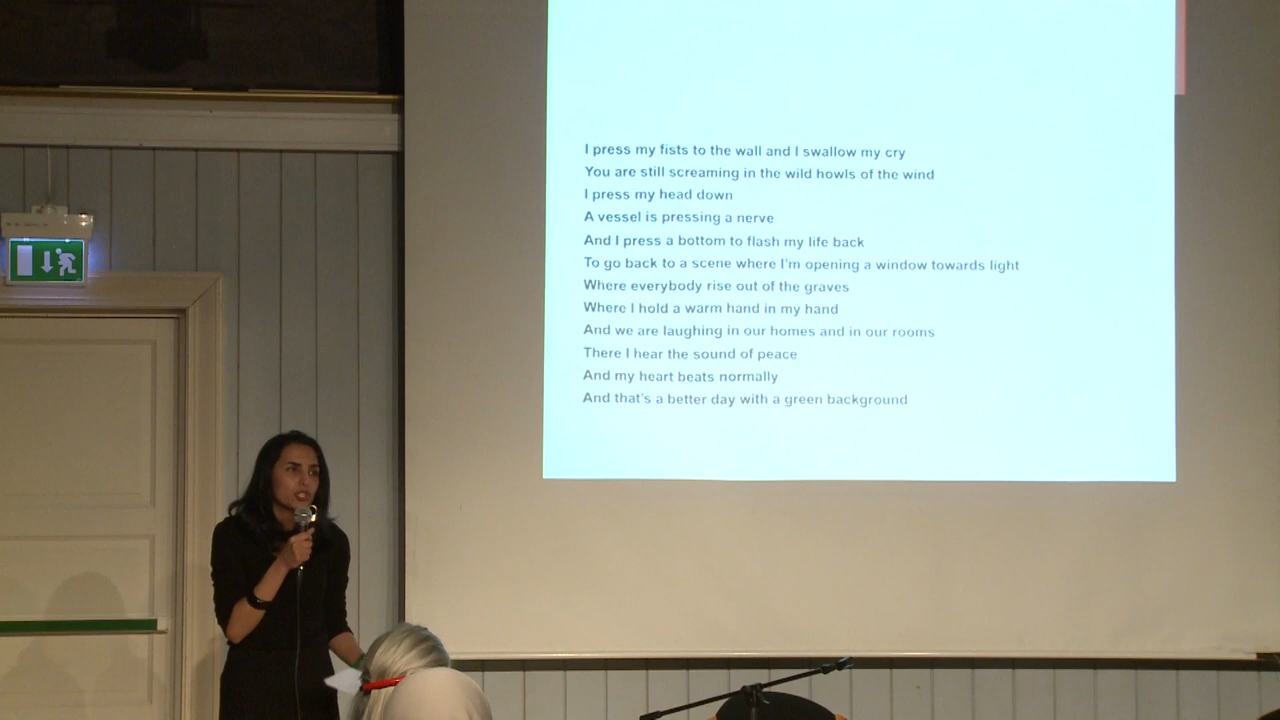 I press my fists to the wall and I swallow my cry
You are still screaming in the wild howls of the wind
I press my head down
A vessel is pressing a nerve
And I press a bottom to flash my life back
To go back to a scene where I'm opening a window towards light
Where everybody rise out of the graves
Where I hold a warm hand in my hand
And we are laughing in our homes and in our rooms
There I hear the sound of peace
And my heart beats normally
And that's a better day with a green background